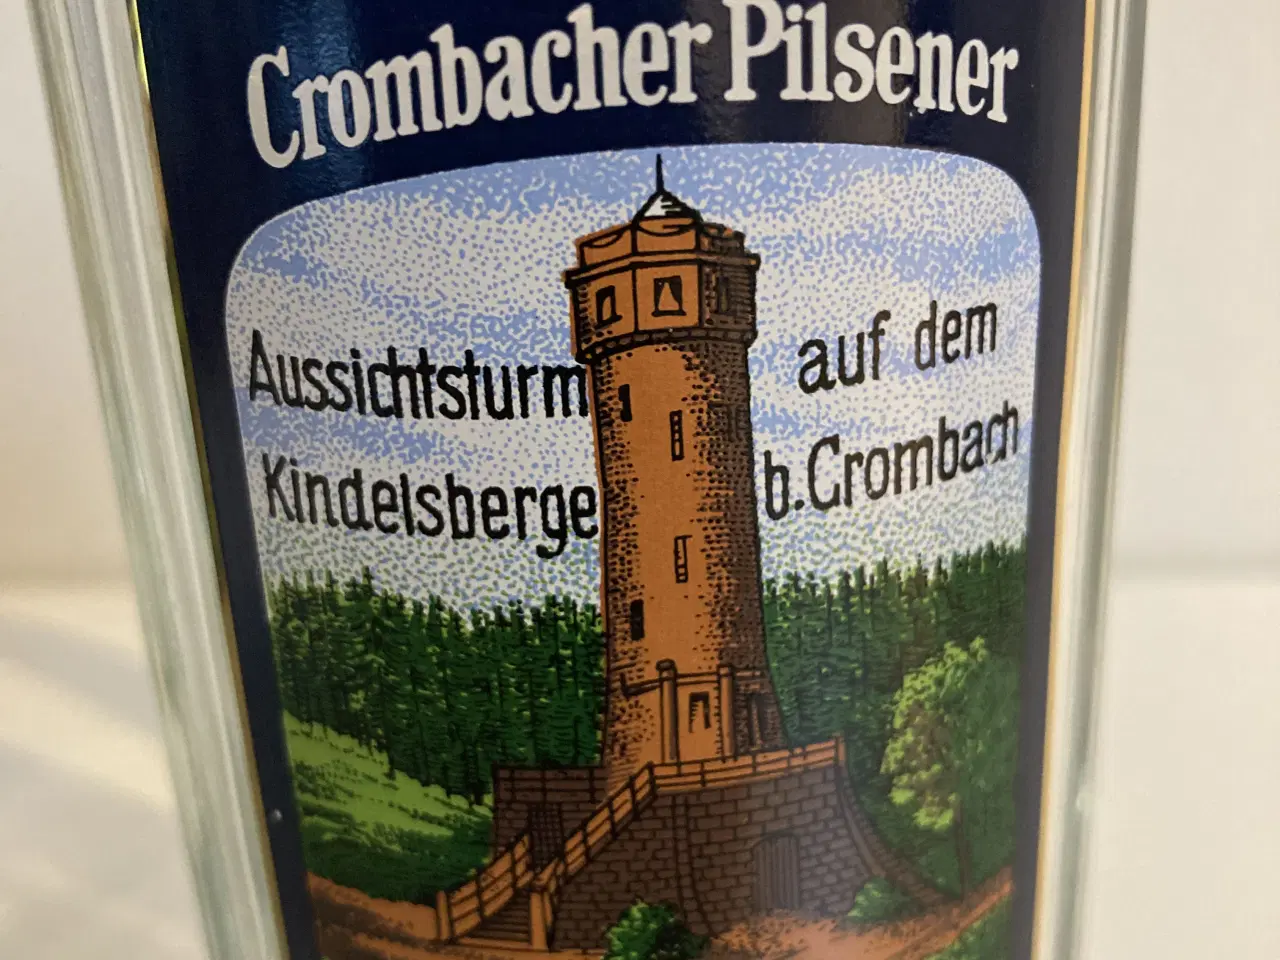 Crombacher Pilsener
Aussichtsturm auf dem
Kindelsberge b. Crombach